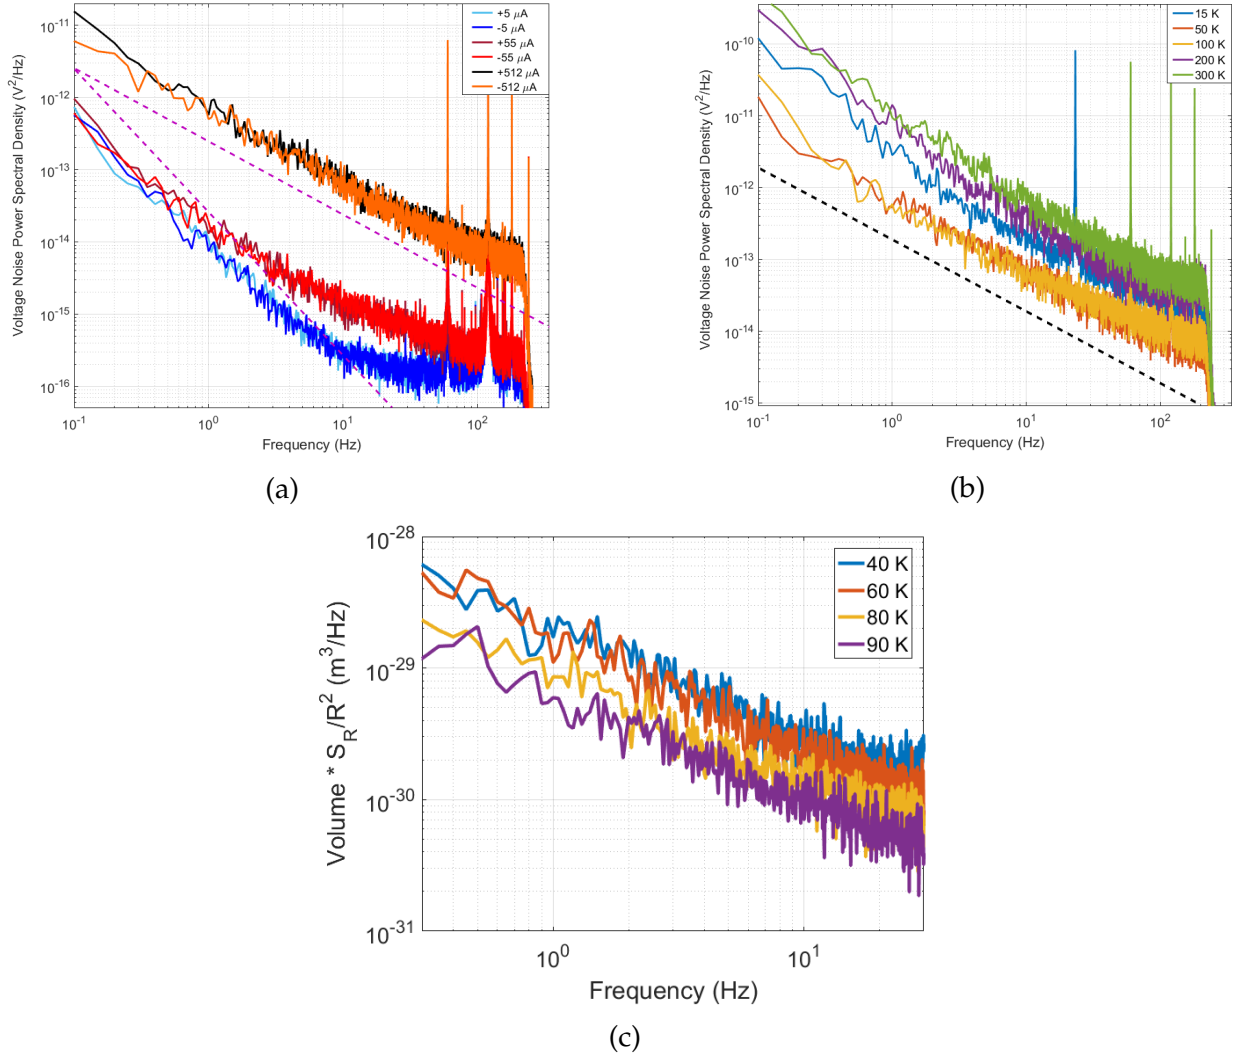 Voltage Noise Power Spectral Density (V²/Hz)
10⁻¹¹
10⁻¹²
10⁻¹³
10⁻¹⁴
10⁻¹⁵
10⁻¹⁶
+5 μA
-5 μA
+55 μA
-55 μA
+512 μA
-512 μA
10⁻¹ 10⁰ 10¹ 10²
Frequency (Hz)
(a)
Voltage Noise Power Spectral Density (V²/Hz)
10⁻¹⁰
10⁻¹¹
10⁻¹²
10⁻¹³
10⁻¹⁴
10⁻¹⁵
15 K
50 K
100 K
200 K
300 K
10⁻¹ 10⁰ 10¹ 10²
Frequency (Hz)
(b)
Volume * S_R/R² (m³/Hz)
10⁻²⁸
10⁻²⁹
10⁻³⁰
10⁻³¹
40 K
60 K
80 K
90 K
10⁰ 10¹
Frequency (Hz)
(c)